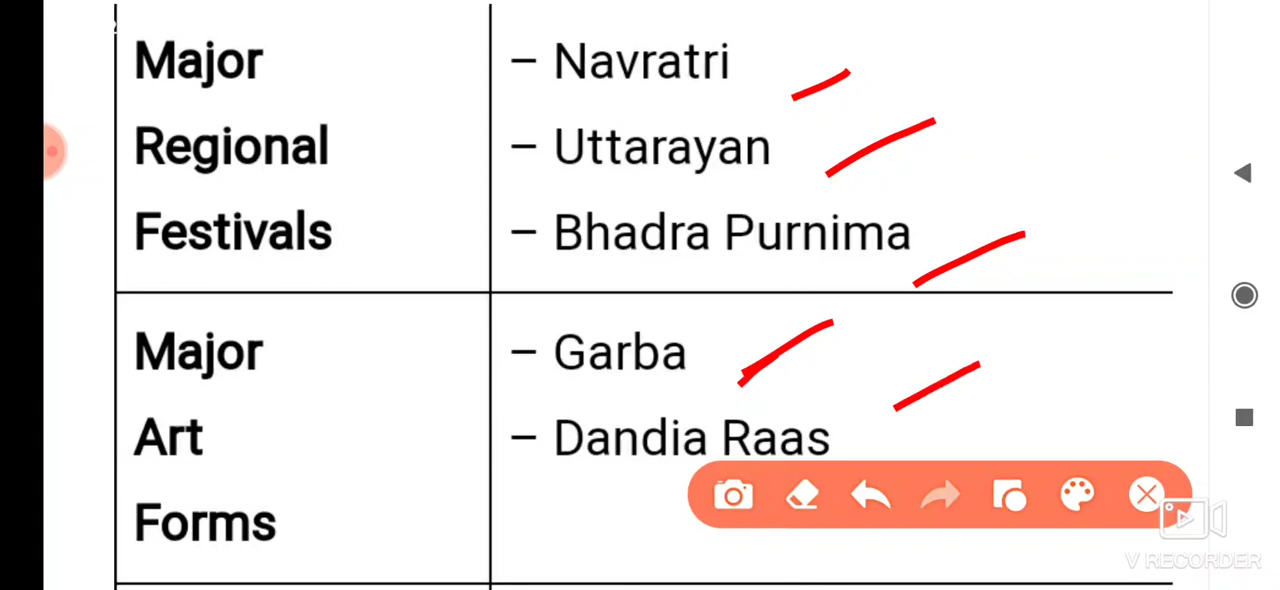 Major – Navratri
Regional – Uttarayan
Festivals – Bhadra Purnima
Major – Garba
Art – Dandia Raas
Forms
V RECORDER